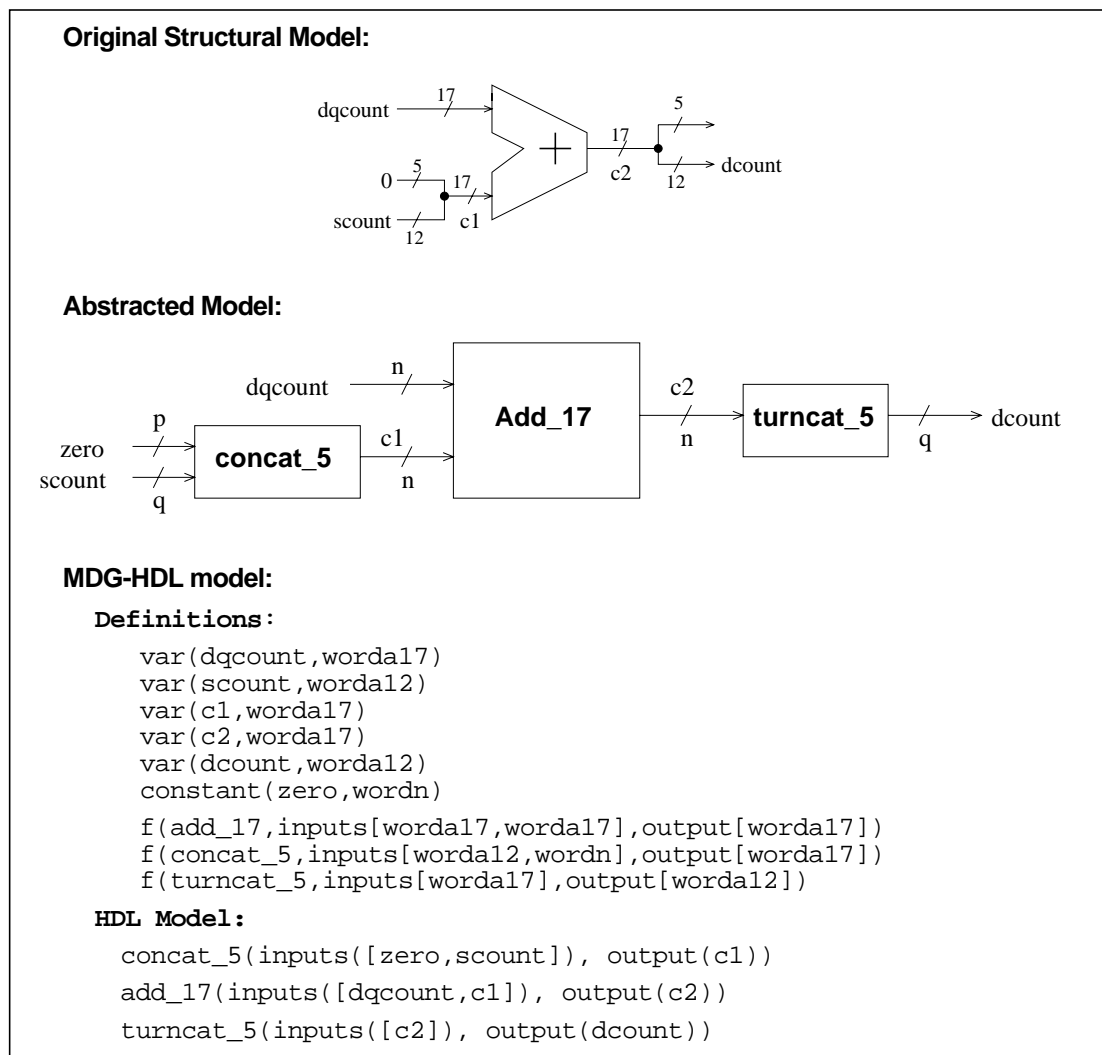 Original Structural Model:
dqcount
17
0
5
17
scount
12
c1
+
17
c2
5
12
dcount
Abstracted Model:
dqcount
n
zero
p
scount
q
concat_5
c1
n
Add_17
c2
n
turncat_5
q
dcount
MDG-HDL model:
Definitions:
var(dqcount,worda17)
var(scount,worda12)
var(c1,worda17)
var(c2,worda17)
var(dcount,worda12)
constant(zero,wordn)
f(add_17,inputs[worda17,worda17],output[worda17])
f(concat_5,inputs[worda12,wordn],output[worda17])
f(turncat_5,inputs[worda17],output[worda12])
HDL Model:
concat_5(inputs([zero,scount]), output(c1))
add_17(inputs([dqcount,c1]), output(c2))
turncat_5(inputs([c2]), output(dcount))